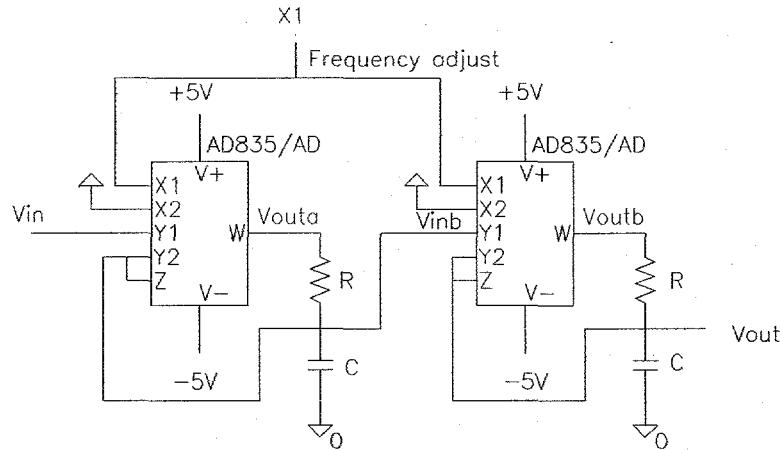 X1
Frequency adjust
+5V
+5V
AD835/AD
AD835/AD
V+
V+
X1
X1
X2
X2
Vin
Y1
W
Vouta
Vinb
Y1
W
Voutb
Y2
Y2
Z
Z
R
R
V-
V-
Vout
-5V
C
-5V
C
0
0